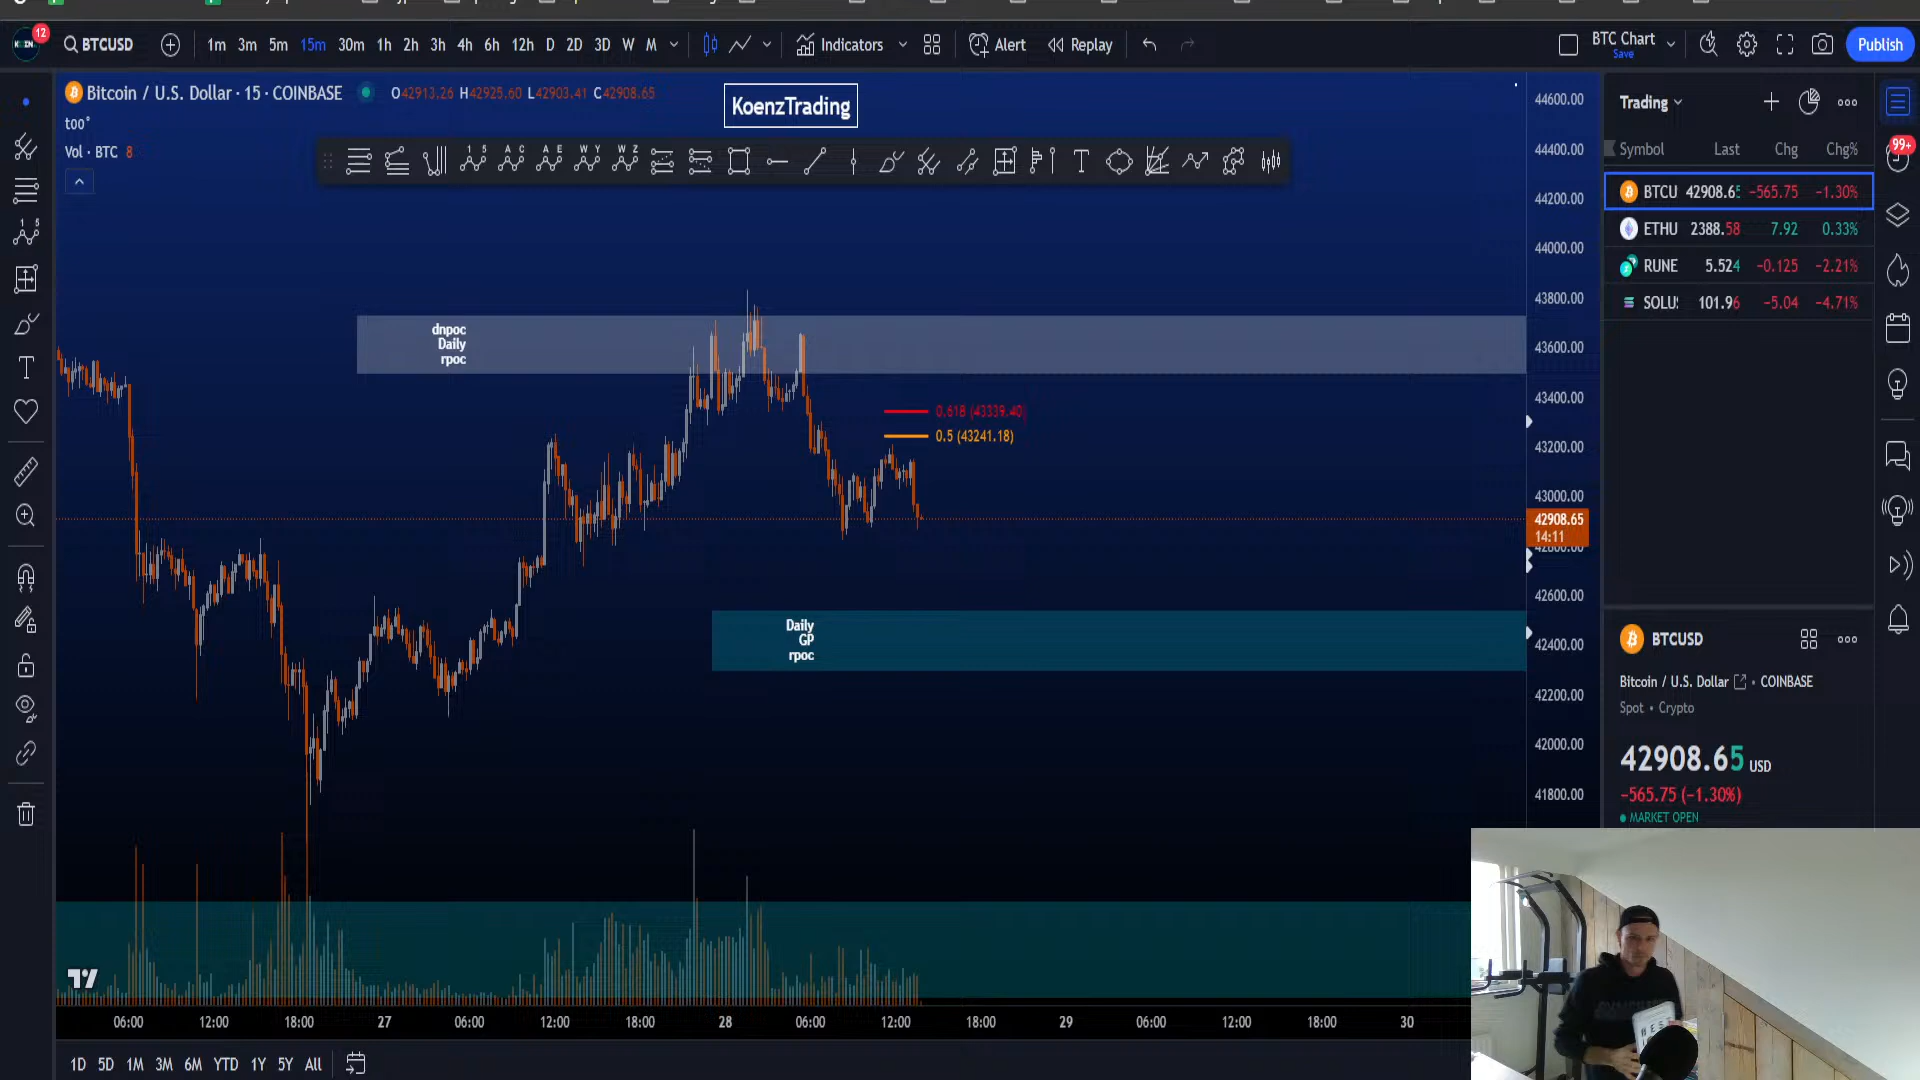 12
BTCUSD
1m 3m 5m 15m 30m 1h 2h 3h 4h 6h 12h D 2D 3D W M
Indicators
Alert
Replay
BTC Chart
Save
Publish
Bitcoin / U.S. Dollar · 15 · COINBASE
O42913.26 H42925.60 L42903.41 C42908.65
too°
Vol · BTC 8
KoenzTrading
dnpoc
Daily
rpoc
0.618 (43339.40)
0.5 (43241.18)
Daily
GP
rpoc
44600.00
44400.00
44200.00
44000.00
43800.00
43600.00
43400.00
43200.00
43000.00
42908.65
14:11
42800.00
42600.00
42400.00
42200.00
42000.00
41800.00
06:00 12:00 18:00 27 06:00 12:00 18:00 28 06:00 12:00 18:00 29 06:00 12:00 18:00 30
1D 5D 1M 3M 6M YTD 1Y 5Y All
Trading
Symbol Last Chg Chg%
BTCU 42908.65 −565.75 −1.30%
ETHU 2388.58 7.92 0.33%
RUNE 5.524 −0.125 −2.21%
SOLUS 101.96 −5.04 −4.71%
99+
BTCUSD
Bitcoin / U.S. Dollar • COINBASE
Spot • Crypto
42908.65 USD
−565.75 (−1.30%)
MARKET OPEN